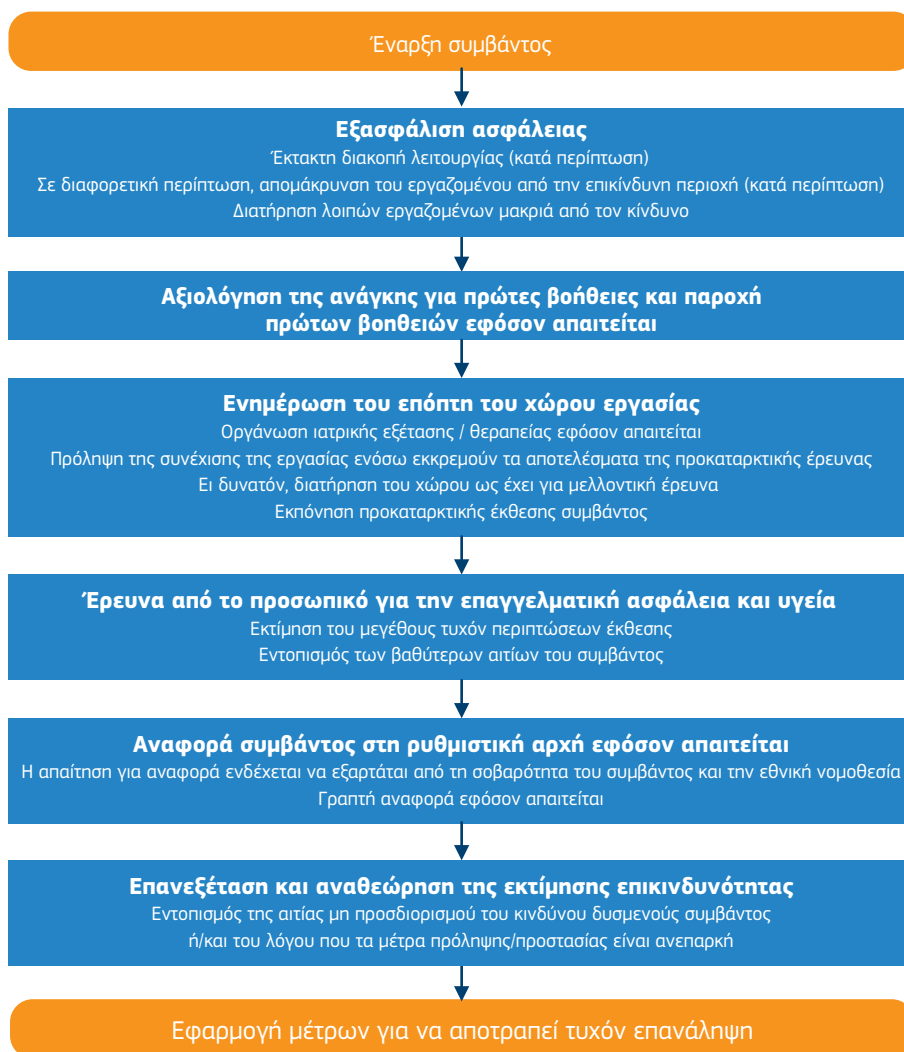 Έναρξη συμβάντος
Εξασφάλιση ασφάλειας
Έκτακτη διακοπή λειτουργίας (κατά περίπτωση)
Σε διαφορετική περίπτωση, απομάκρυνση του εργαζομένου από την επικίνδυνη περιοχή (κατά περίπτωση)
Διατήρηση λοιπών εργαζομένων μακριά από τον κίνδυνο
Αξιολόγηση της ανάγκης για πρώτες βοήθειες και παροχή
πρώτων βοηθειών εφόσον απαιτείται
Ενημέρωση του επόπτη του χώρου εργασίας
Οργάνωση ιατρικής εξέτασης / θεραπείας εφόσον απαιτείται
Πρόληψη της συνέχισης της εργασίας ενόσω εκκρεμούν τα αποτελέσματα της προκαταρκτικής έρευνας
Ει δυνατόν, διατήρηση του χώρου ως έχει για μελλοντική έρευνα
Εκπόνηση προκαταρκτικής έκθεσης συμβάντος
Έρευνα από το προσωπικό για την επαγγελματική ασφάλεια και υγεία
Εκτίμηση του μεγέθους τυχόν περιπτώσεων έκθεσης
Εντοπισμός των βαθύτερων αιτίων του συμβάντος
Αναφορά συμβάντος στη ρυθμιστική αρχή εφόσον απαιτείται
Η απαίτηση για αναφορά ενδέχεται να εξαρτάται από τη σοβαρότητα του συμβάντος και την εθνική νομοθεσία
Γραπτή αναφορά εφόσον απαιτείται
Επανεξέταση και αναθεώρηση της εκτίμησης επικινδυνότητας
Εντοπισμός της αιτίας μη προσδιορισμού του κινδύνου δυσμενούς συμβάντος
ή/και του λόγου που τα μέτρα πρόληψης/προστασίας είναι ανεπαρκή
Εφαρμογή μέτρων για να αποτραπεί τυχόν επανάληψη